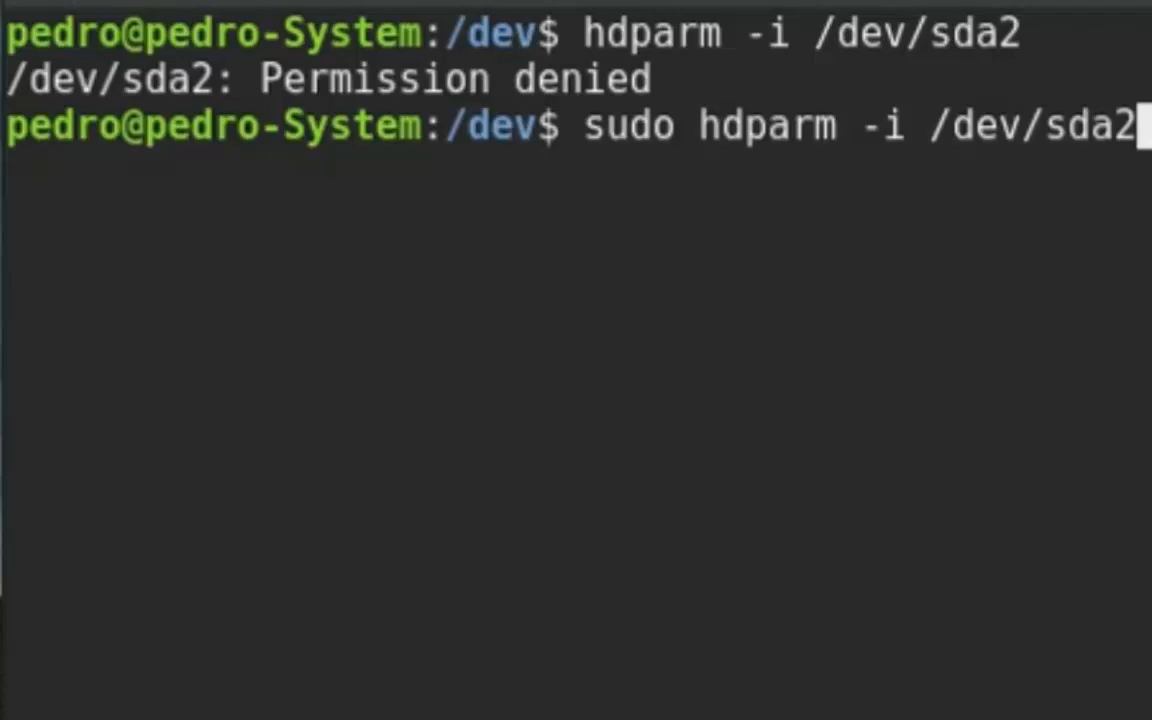 pedro@pedro-System:/dev$ hdparm -i /dev/sda2
/dev/sda2: Permission denied
pedro@pedro-System:/dev$ sudo hdparm -i /dev/sda2